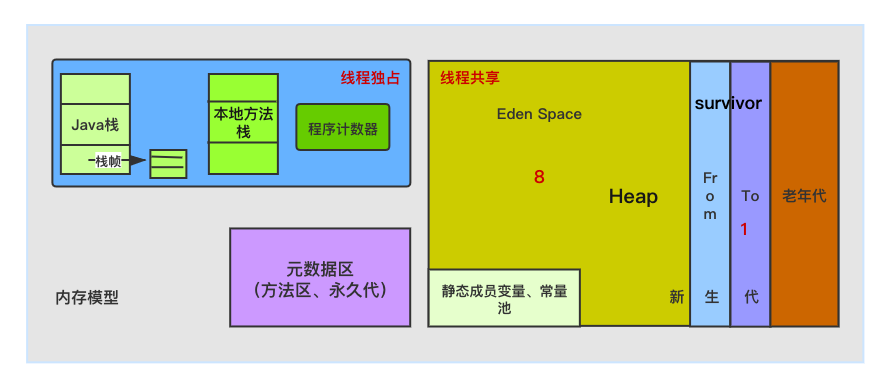 线程独占
Java栈
栈帧
本地方法
栈
程序计数器
元数据区
（方法区、永久代）
内存模型
线程共享
Eden Space
8
Heap
静态成员变量、常量
池
survivor
Fr
o
m
To
1
新 生 代
老年代